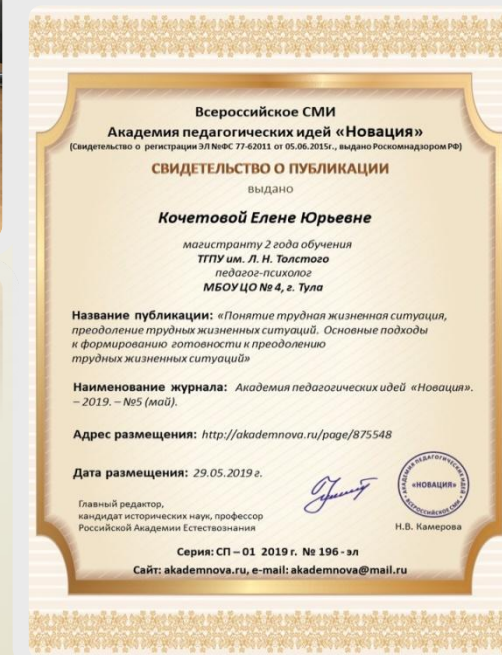 Всероссийское СМИ
Академия педагогических идей «Новация»
(Свидетельство о регистрации ЭЛ №ФС 77-62011 от 05.06.2015г., выдано Роскомнадзором РФ)
СВИДЕТЕЛЬСТВО О ПУБЛИКАЦИИ
выдано
Кочетовой Елене Юрьевне
магистранту 2 года обучения
ТГПУ им. Л. Н. Толстого
педагог-психолог
МБОУ ЦО № 4, г. Тула
Название публикации: «Понятие трудная жизненная ситуация,
преодоление трудных жизненных ситуаций. Основные подходы
к формированию готовности к преодолению
трудных жизненных ситуаций»
Наименование журнала: Академия педагогических идей «Новация».
– 2019. – №5 (май).
Адрес размещения: http://akademnova.ru/page/875548
Дата размещения: 29.05.2019 г.
Главный редактор,
кандидат исторических наук, профессор
Российской Академии Естествознания
«НОВАЦИЯ»
Н.В. Камерова
Серия: СП – 01 2019 г. № 196 - эл
Сайт: akademnova.ru, e-mail: akademnova@mail.ru